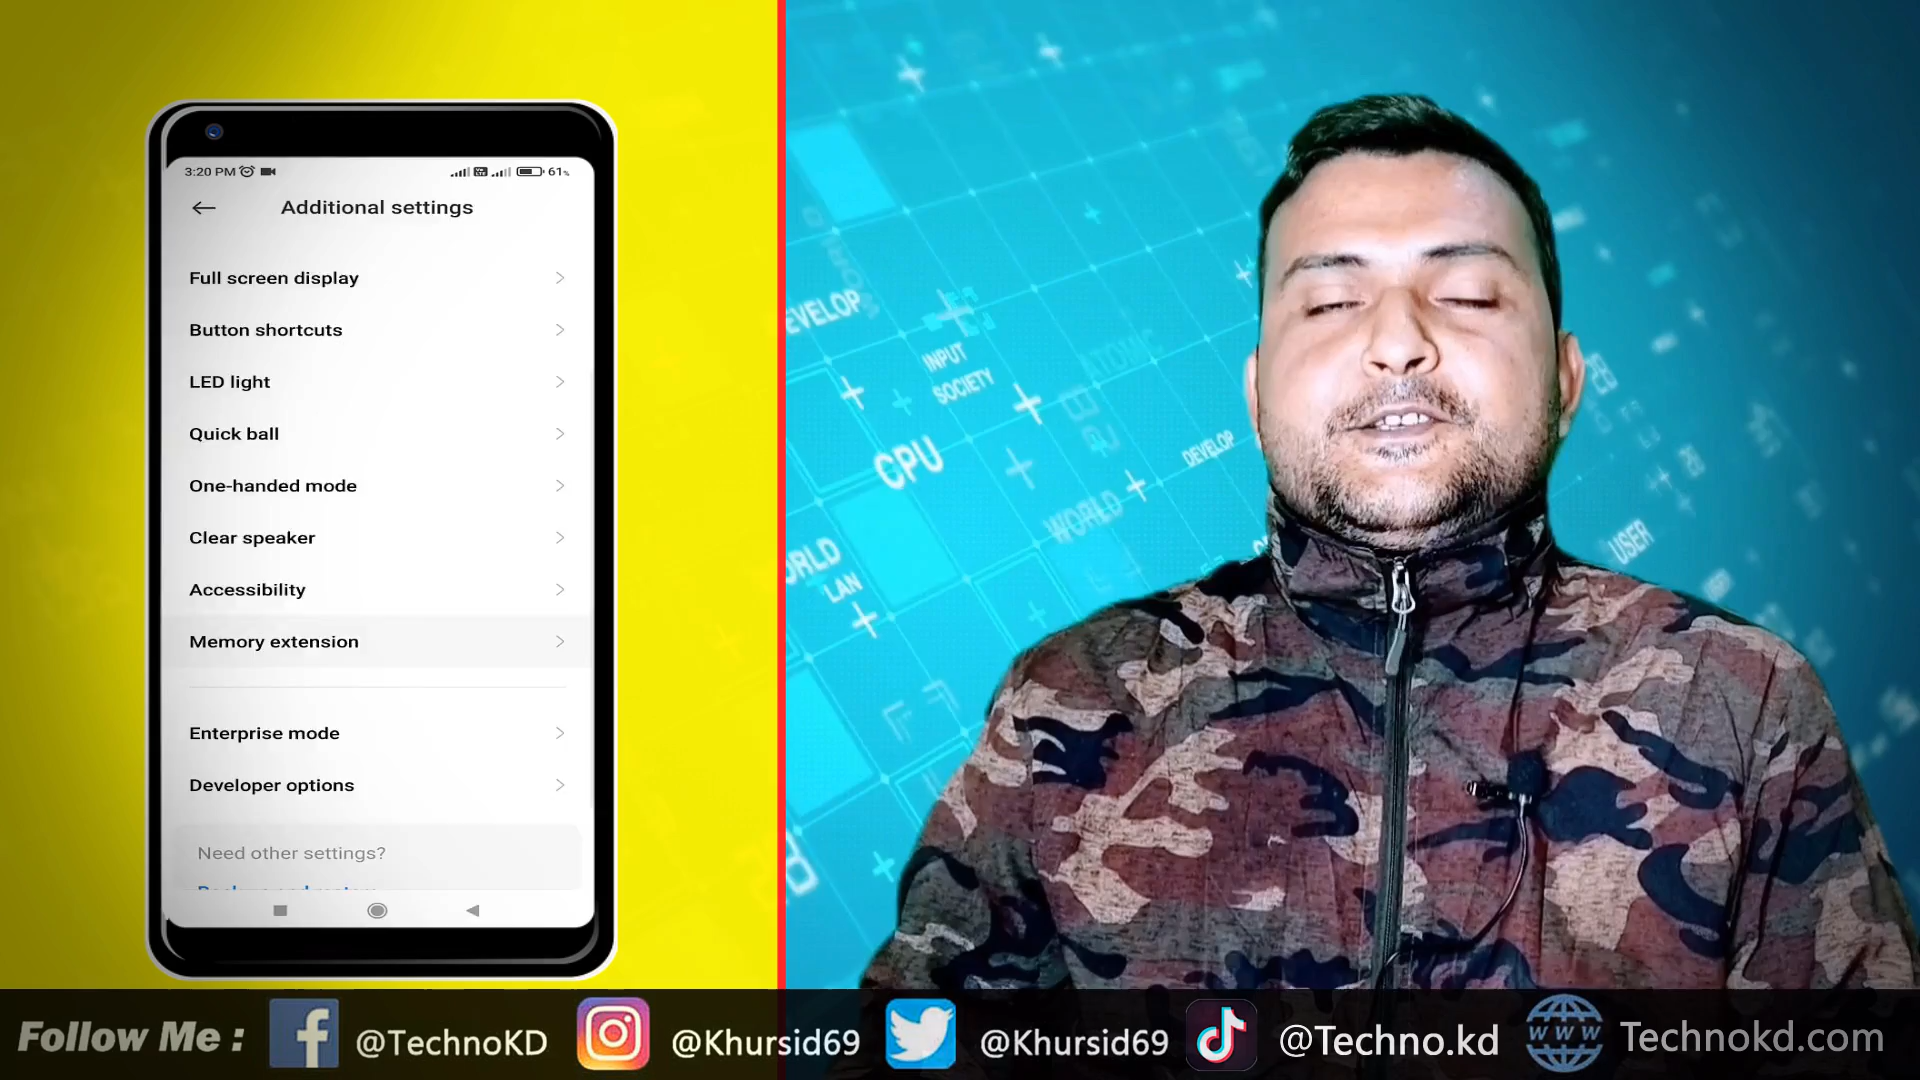 3:20 PM
61%
Additional settings
Full screen display
Button shortcuts
LED light
Quick ball
One-handed mode
Clear speaker
Accessibility
Memory extension
Enterprise mode
Developer options
Need other settings?
DEVELOP
INPUT
SOCIETY
ATOMIC
CPU
DEVELOP
WORLD
LAN
USER
Follow Me :
@TechnoKD
@Khursid69
@Khursid69
@Techno.kd
www
Technokd.com